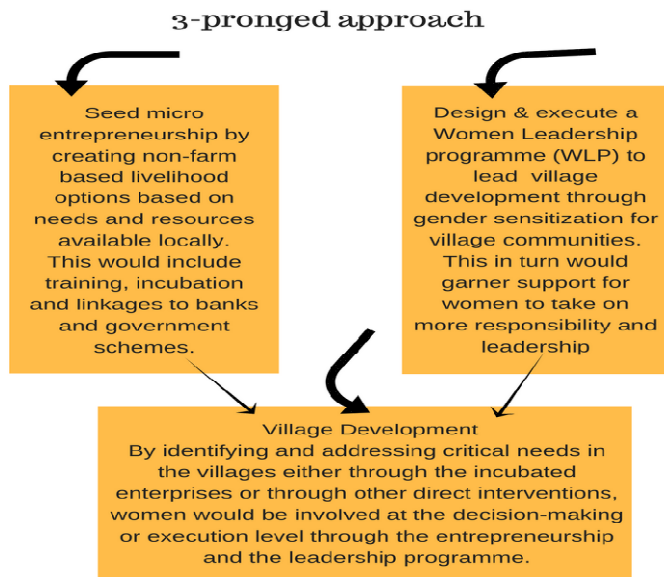 3-pronged approach
Seed micro
entrepreneurship by
creating non-farm
based livelihood
options based on
needs and resources
available locally.
This would include
training, incubation
and linkages to banks
and government
schemes.
Design & execute a
Women Leadership
programme (WLP) to
lead village
development through
gender sensitization for
village communities.
This in turn would
garner support for
women to take on
more responsibility and
leadership
Village Development
By identifying and addressing critical needs in
the villages either through the incubated
enterprises or through other direct interventions,
women would be involved at the decision-making
or execution level through the entrepreneurship
and the leadership programme.